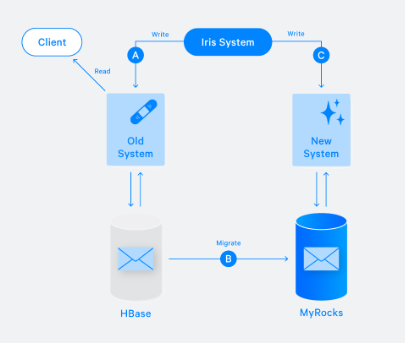 Client
Write
Iris System
Write
A
C
Read
Old
System
New
System
Migrate
B
HBase
MyRocks